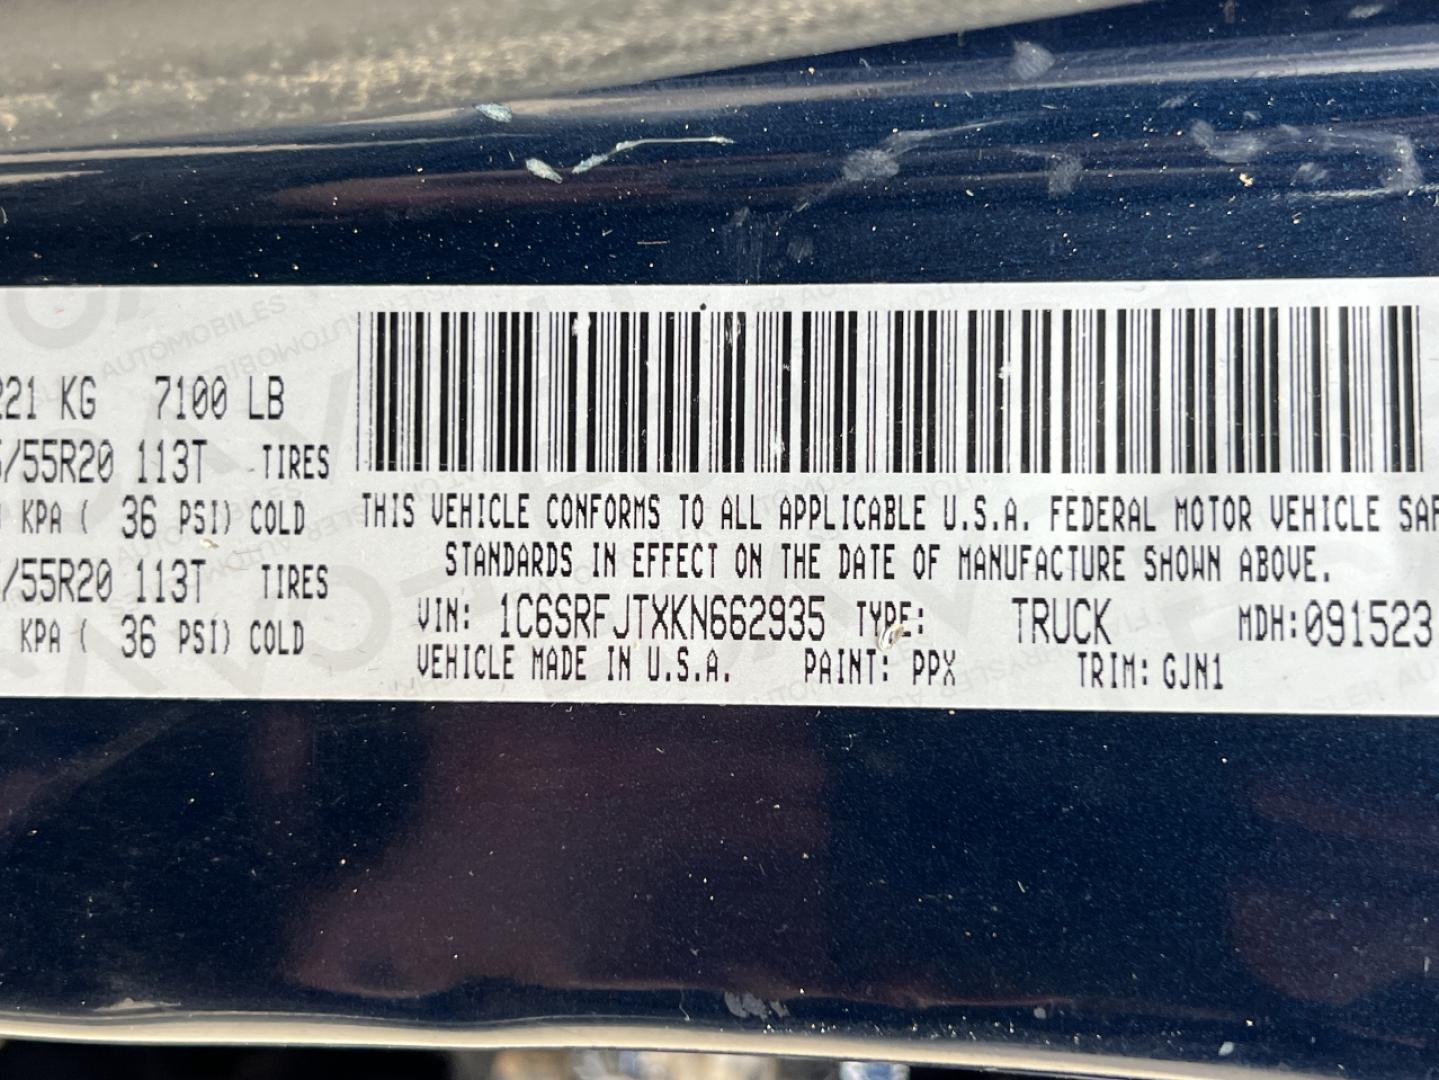 221 KG 7100 LB
/55R20 113T TIRES
KPA ( 36 PSI) COLD
/55R20 113T TIRES
KPA ( 36 PSI) COLD
THIS VEHICLE CONFORMS TO ALL APPLICABLE U.S.A. FEDERAL MOTOR VEHICLE SAF
STANDARDS IN EFFECT ON THE DATE OF MANUFACTURE SHOWN ABOVE.
VIN: 1C6SRFJTXKN662935 TYPE: TRUCK MDH:091523
VEHICLE MADE IN U.S.A. PAINT: PPX TRIM: GJN1